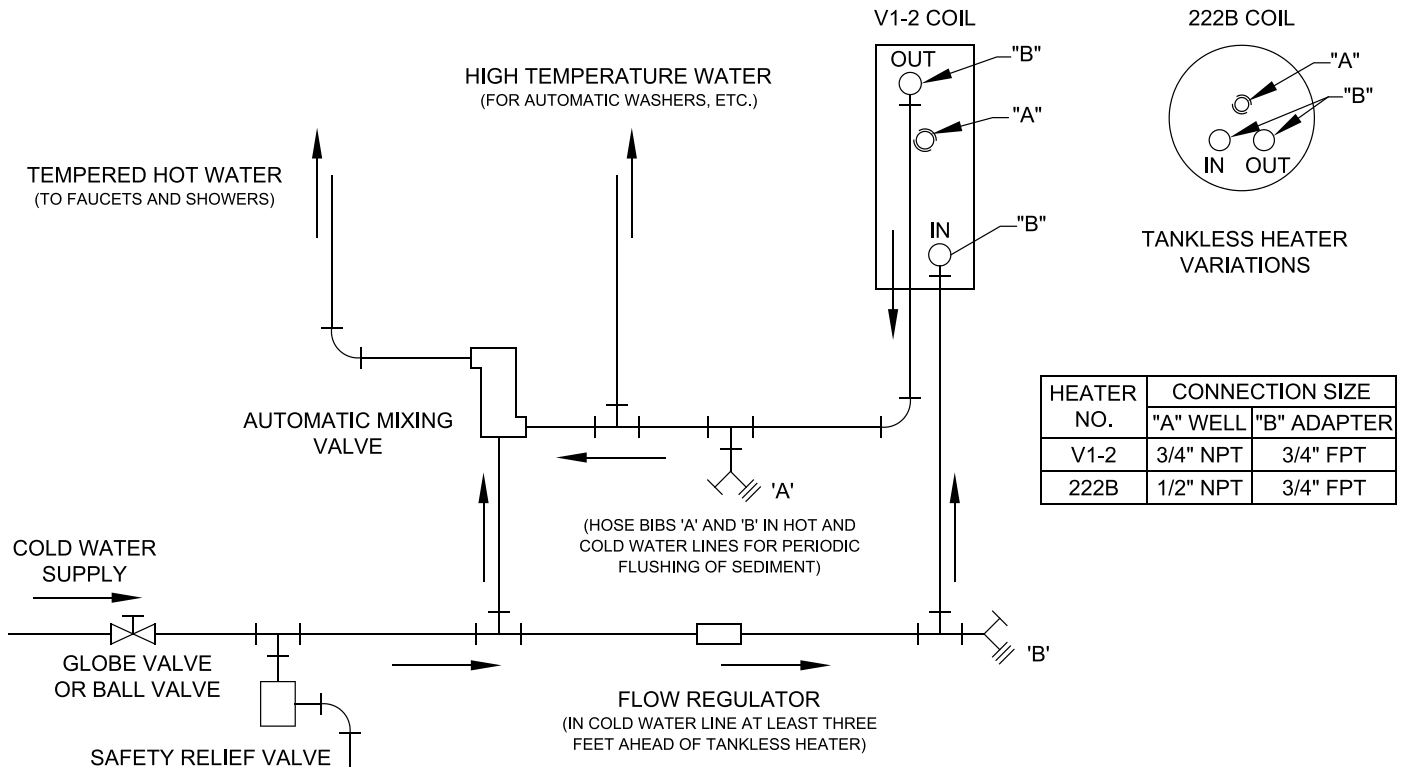 V1-2 COIL
OUT
"B"
"A"
IN
"B"
222B COIL
"A"
"B"
IN OUT
TANKLESS HEATER
VARIATIONS
HIGH TEMPERATURE WATER
(FOR AUTOMATIC WASHERS, ETC.)
TEMPERED HOT WATER
(TO FAUCETS AND SHOWERS)
AUTOMATIC MIXING
VALVE
'A'
(HOSE BIBS 'A' AND 'B' IN HOT AND
COLD WATER LINES FOR PERIODIC
FLUSHING OF SEDIMENT)
HEATER NO. CONNECTION SIZE
"A" WELL "B" ADAPTER
V1-2 3/4" NPT 3/4" FPT
222B 1/2" NPT 3/4" FPT
COLD WATER
SUPPLY
GLOBE VALVE
OR BALL VALVE
SAFETY RELIEF VALVE
FLOW REGULATOR
(IN COLD WATER LINE AT LEAST THREE
FEET AHEAD OF TANKLESS HEATER)
'B'